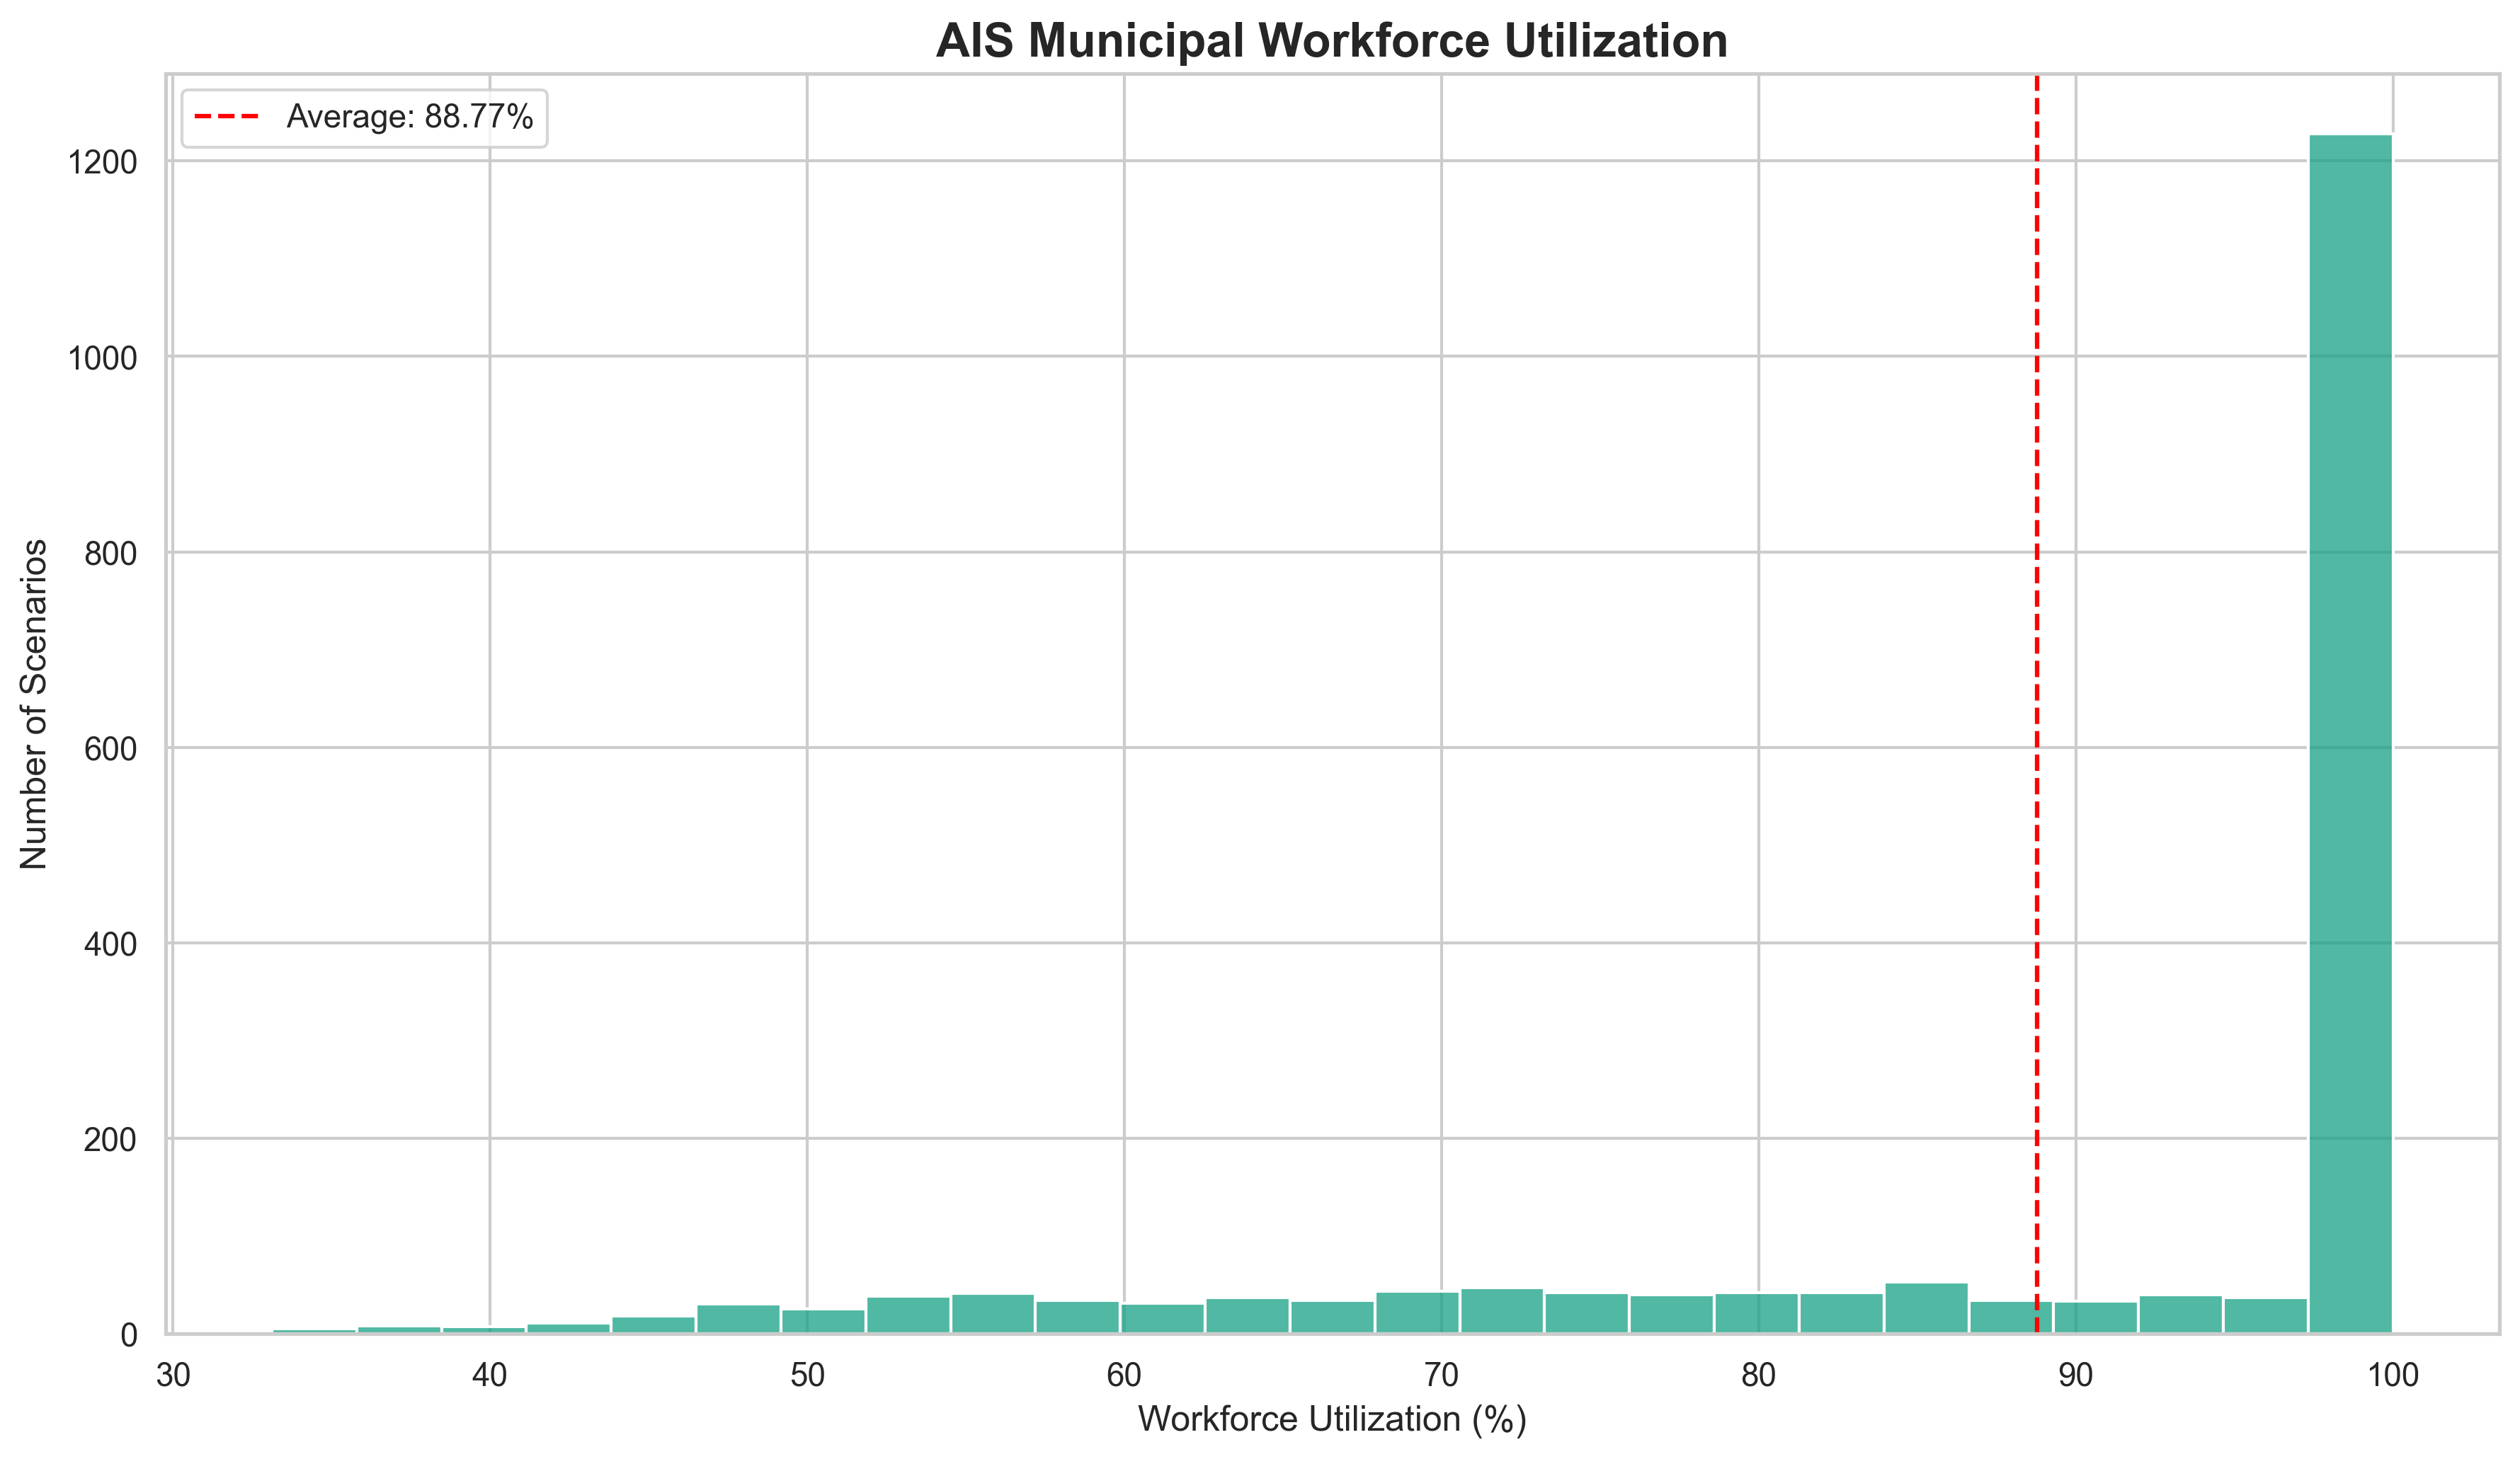 AIS Municipal Workforce Utilization
Average: 88.77%
1200
1000
800
600
400
200
0
Number of Scenarios
30 40 50 60 70 80 90 100
Workforce Utilization (%)